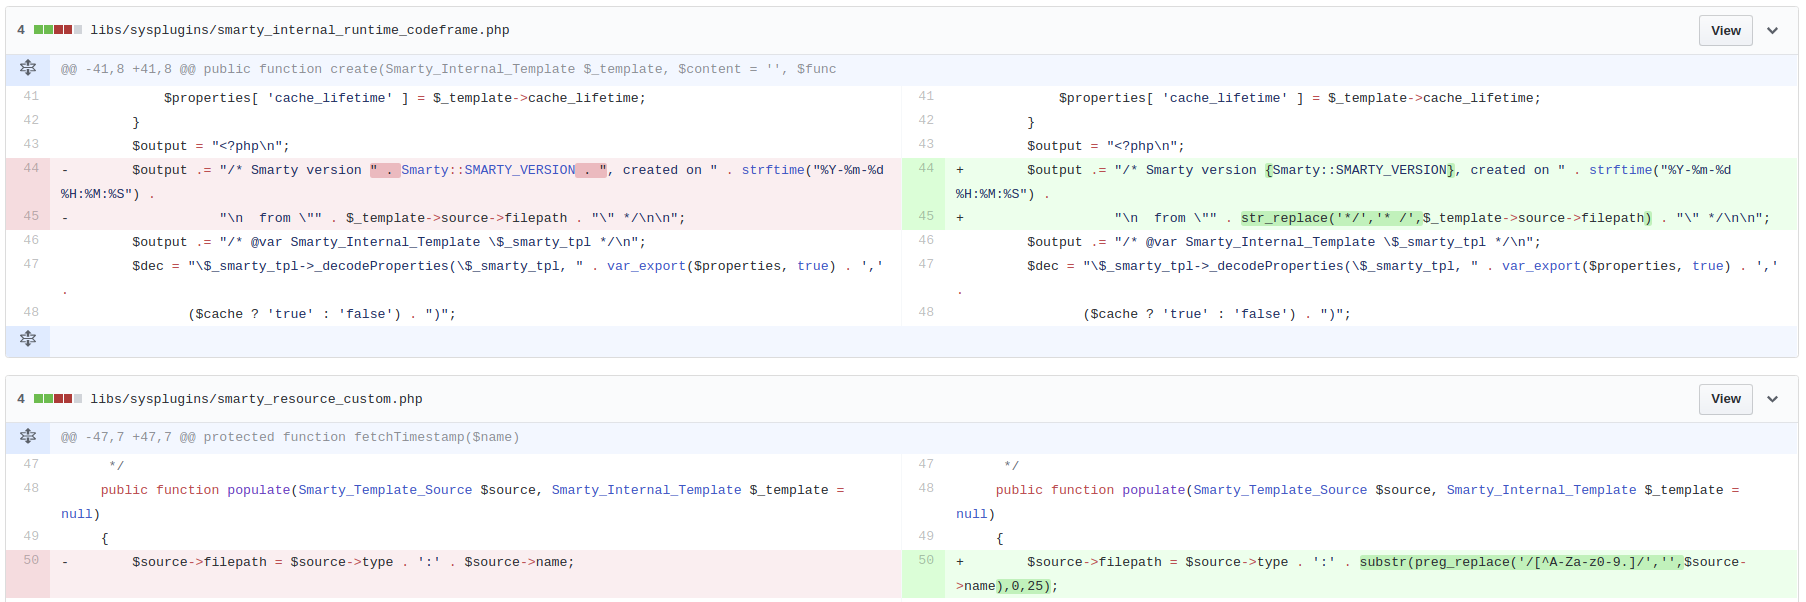 4 libs/sysplugins/smarty_internal_runtime_codeframe.php View
@@ -41,8 +41,8 @@ public function create(Smarty_Internal_Template $_template, $content = '', $func
41 $properties[ 'cache_lifetime' ] = $_template->cache_lifetime; 41 $properties[ 'cache_lifetime' ] = $_template->cache_lifetime;
42 } 42 }
43 $output = "<?php\n"; 43 $output = "<?php\n";
44 - $output .= "/* Smarty version " . Smarty::SMARTY_VERSION . ", created on " . strftime("%Y-%m-%d 44 + $output .= "/* Smarty version {Smarty::SMARTY_VERSION}, created on " . strftime("%Y-%m-%d
%H:%M:%S") . %H:%M:%S") .
45 - "\n from \"" . $_template->source->filepath . "\" */\n\n"; 45 + "\n from \"" . str_replace('*/','* /',$_template->source->filepath) . "\" */\n\n";
46 $output .= "/* @var Smarty_Internal_Template \$_smarty_tpl */\n"; 46 $output .= "/* @var Smarty_Internal_Template \$_smarty_tpl */\n";
47 $dec = "\$_smarty_tpl->_decodeProperties(\$_smarty_tpl, " . var_export($properties, true) . ',' 47 $dec = "\$_smarty_tpl->_decodeProperties(\$_smarty_tpl, " . var_export($properties, true) . ','
. .
48 ($cache ? 'true' : 'false') . ")"; 48 ($cache ? 'true' : 'false') . ")";
4 libs/sysplugins/smarty_resource_custom.php View
@@ -47,7 +47,7 @@ protected function fetchTimestamp($name)
47 */ 47 */
48 public function populate(Smarty_Template_Source $source, Smarty_Internal_Template $_template = 48 public function populate(Smarty_Template_Source $source, Smarty_Internal_Template $_template =
null) null)
49 { 49 {
50 - $source->filepath = $source->type . ':' . $source->name; 50 + $source->filepath = $source->type . ':' . substr(preg_replace('/[^A-Za-z0-9.]/','',$source-
>name),0,25);